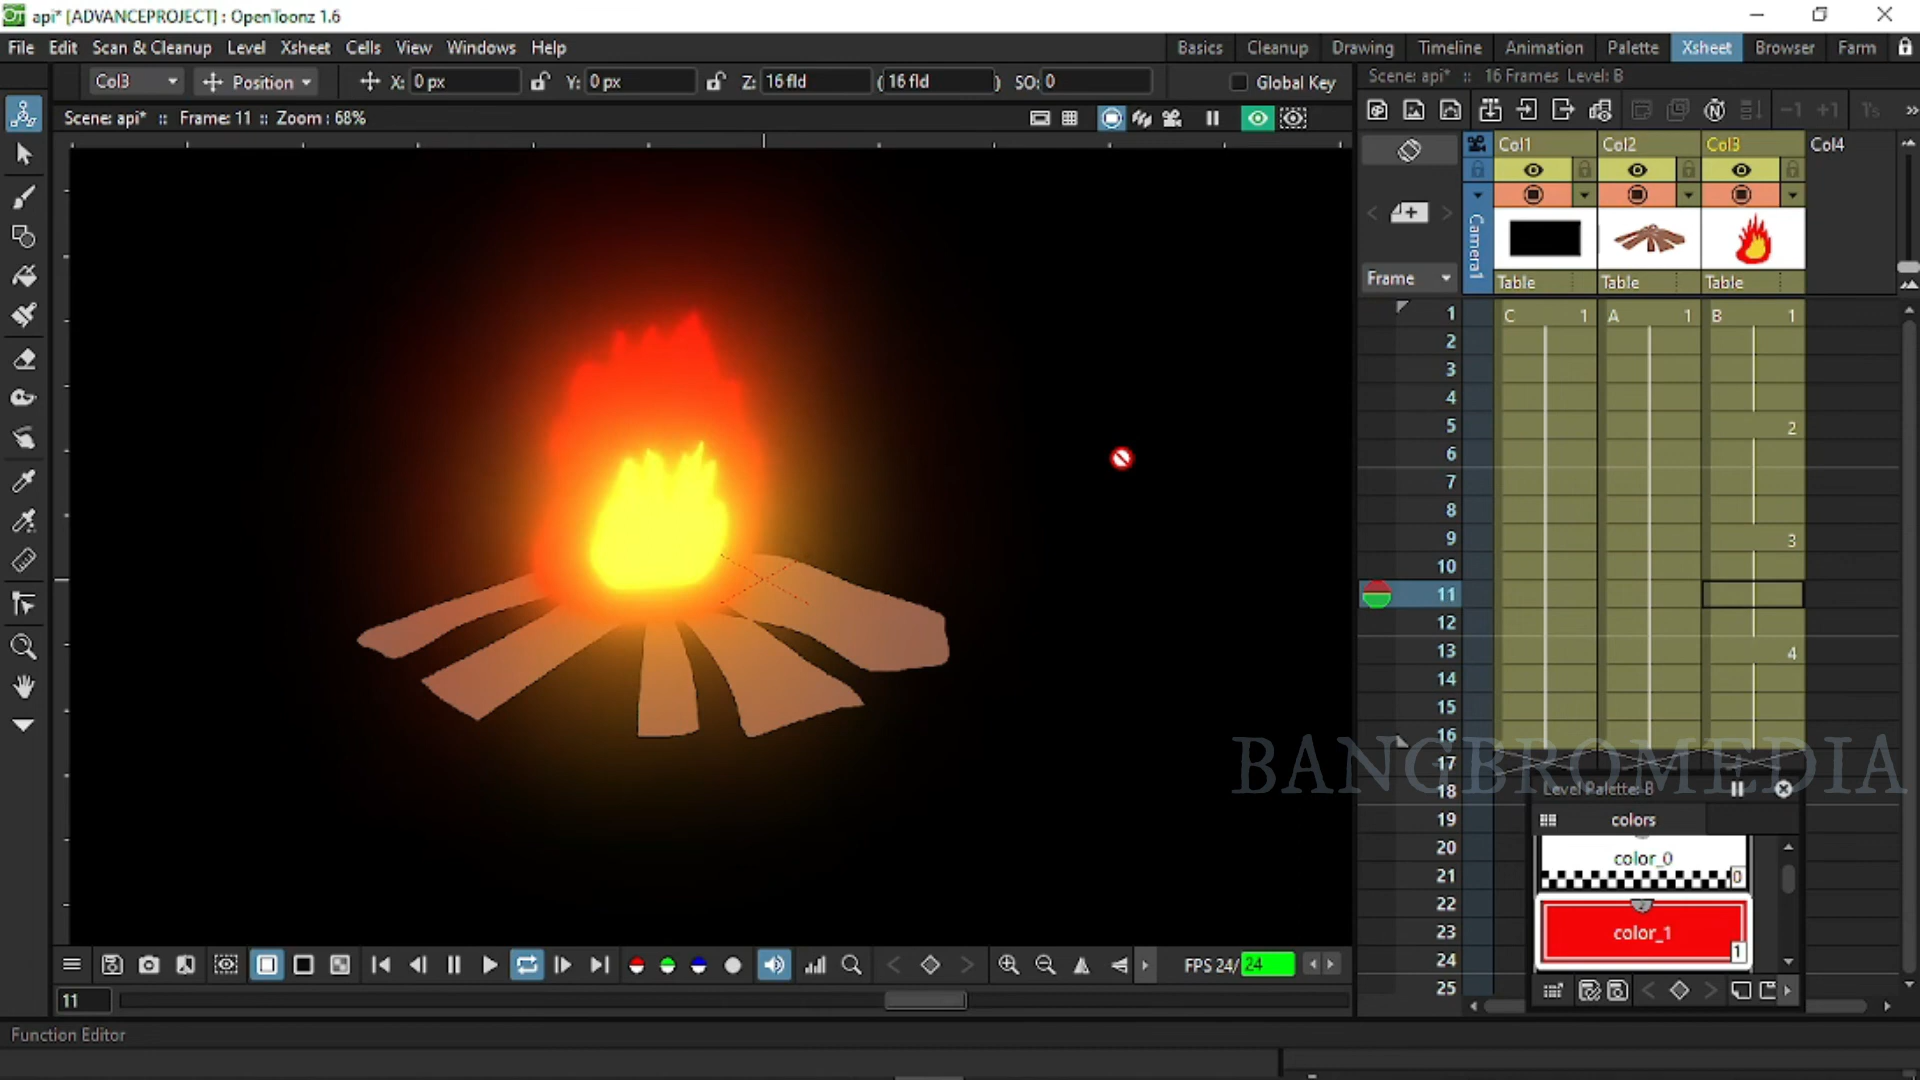 api* [ADVANCEPROJECT] : OpenToonz 1.6
File Edit Scan & Cleanup Level Xsheet Cells View Windows Help
Basics Cleanup Drawing Timeline Animation Palette Xsheet Browser Farm
Col3 Position X: 0 px Y: 0 px Z: 16 fld ( 16 fld ) SO: 0 Global Key
Scene: api* :: 16 Frames Level: B
Scene: api* :: Frame: 11 :: Zoom : 68%
-1 +1 1's
Col1 Col2 Col3 Col4
Camera1
Frame
Table Table Table
1 C 1 A 1 B 1
2
3
4
5 2
6
7
8
9 3
10
11
12
13 4
14
15
16
17
18
19
20
21
22
23
24
25
BANGBROMEDIA
Level Palette: B
colors
color_0
0
color_1
1
FPS 24/ 24
11
Function Editor